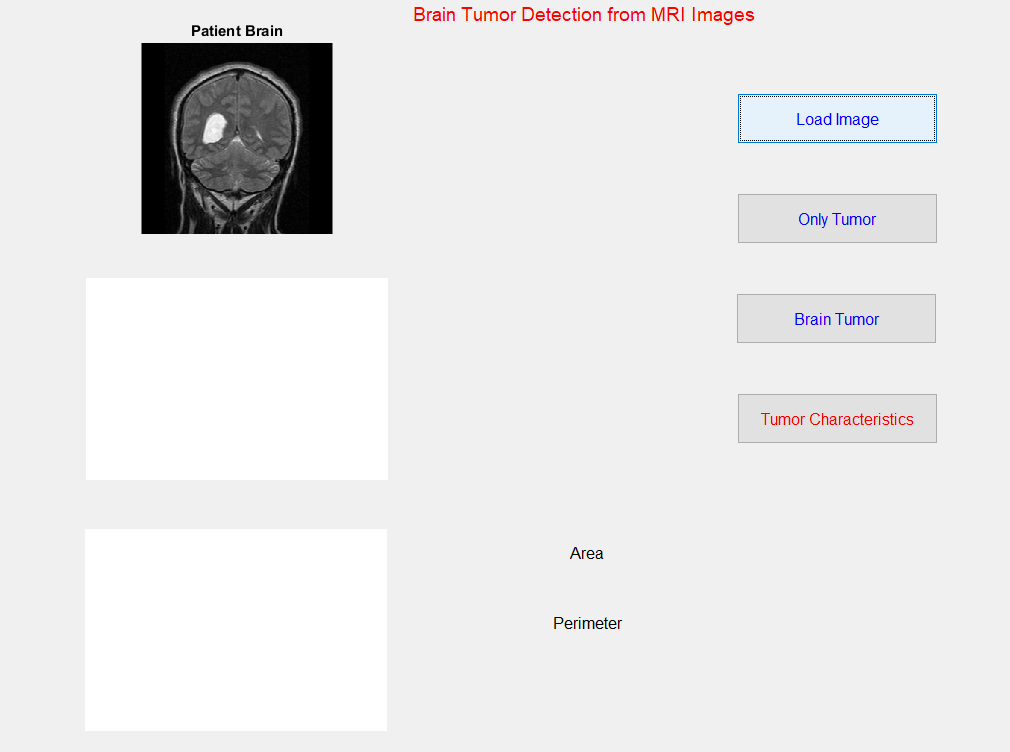 Brain Tumor Detection from MRI Images
Patient Brain
Load Image
Only Tumor
Brain Tumor
Tumor Characteristics
Area
Perimeter